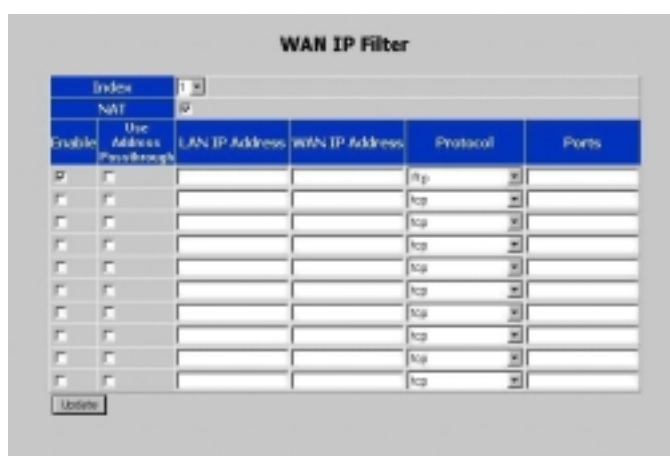 WAN IP Filter
Index 1
NAT
Enable Use Address Passthrough LAN IP Address WAN IP Address Protocol Ports
ftp
tcp
tcp
tcp
tcp
tcp
tcp
tcp
tcp
tcp
Update